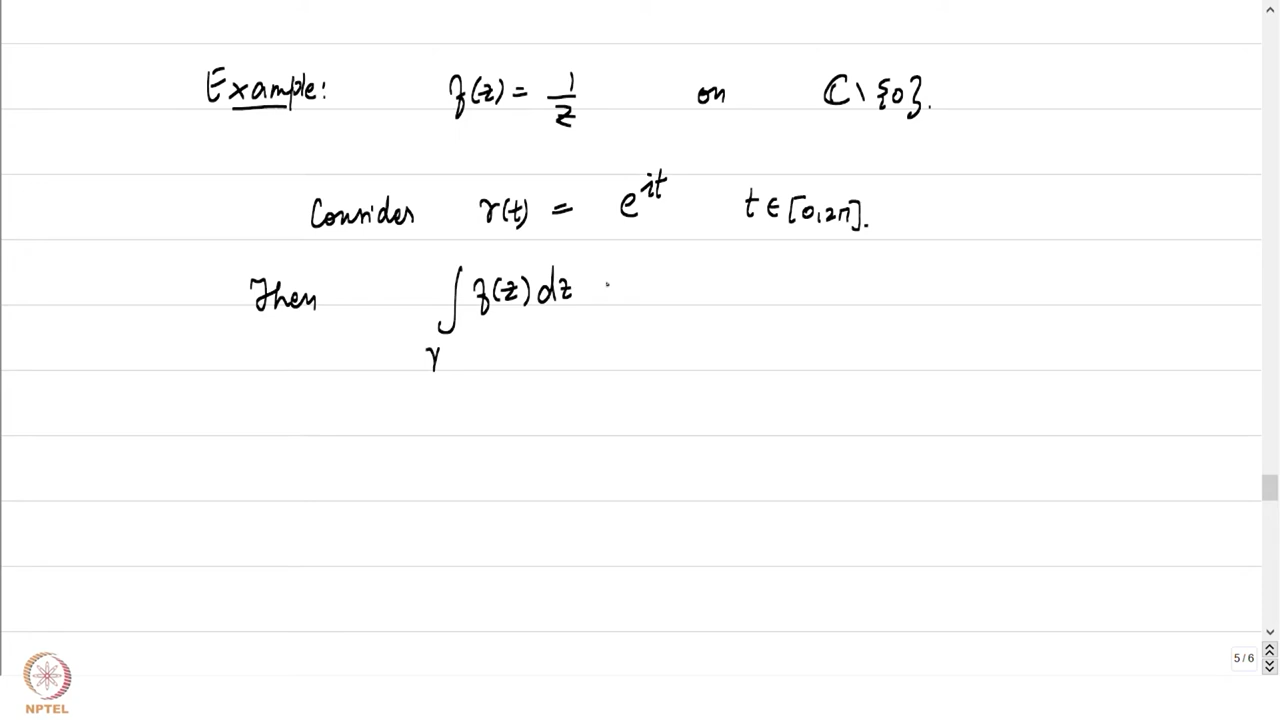 Example: f(z) = 1/z on ℂ \ {0}.
Consider γ(t) = e^{it} t ∈ [0, 2π].
Then ∫_γ f(z) dz
5 / 6
NPTEL